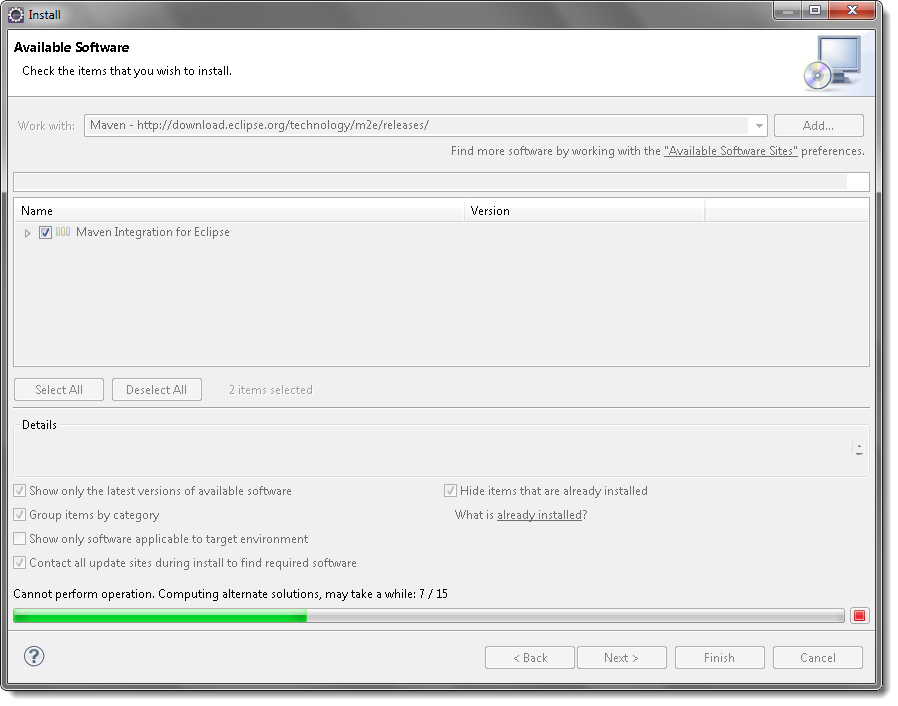 Install
Available Software
Check the items that you wish to install.
Work with: Maven - http://download.eclipse.org/technology/m2e/releases/ Add...
Find more software by working with the "Available Software Sites" preferences.
Name Version
Maven Integration for Eclipse
Select All Deselect All 2 items selected
Details
Show only the latest versions of available software Hide items that are already installed
Group items by category What is already installed?
Show only software applicable to target environment
Contact all update sites during install to find required software
Cannot perform operation. Computing alternate solutions, may take a while: 7 / 15
? < Back Next > Finish Cancel